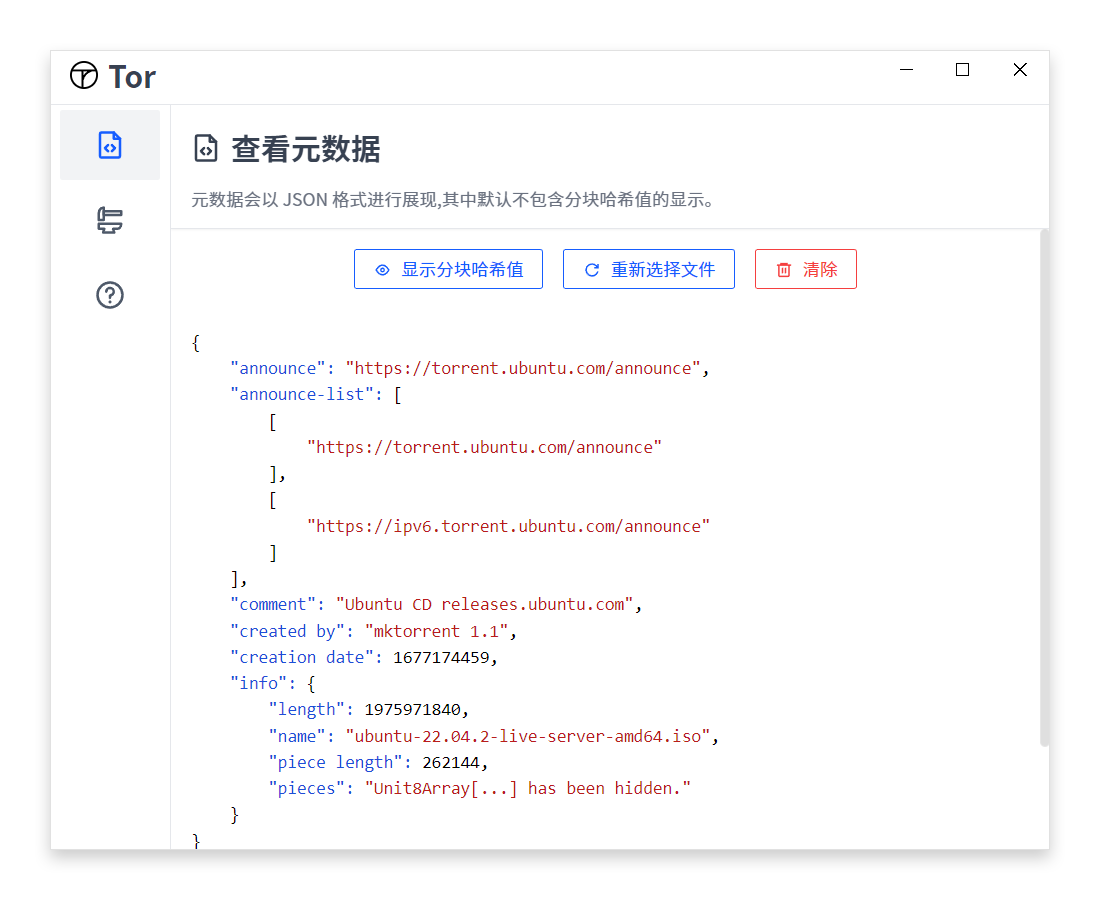 Tor
查看元数据
元数据会以 JSON 格式进行展现,其中默认不包含分块哈希值的显示。
显示分块哈希值 重新选择文件 清除
{
    "announce": "https://torrent.ubuntu.com/announce",
    "announce-list": [
        [
            "https://torrent.ubuntu.com/announce"
        ],
        [
            "https://ipv6.torrent.ubuntu.com/announce"
        ]
    ],
    "comment": "Ubuntu CD releases.ubuntu.com",
    "created by": "mktorrent 1.1",
    "creation date": 1677174459,
    "info": {
        "length": 1975971840,
        "name": "ubuntu-22.04.2-live-server-amd64.iso",
        "piece length": 262144,
        "pieces": "Unit8Array[...] has been hidden."
    }
}